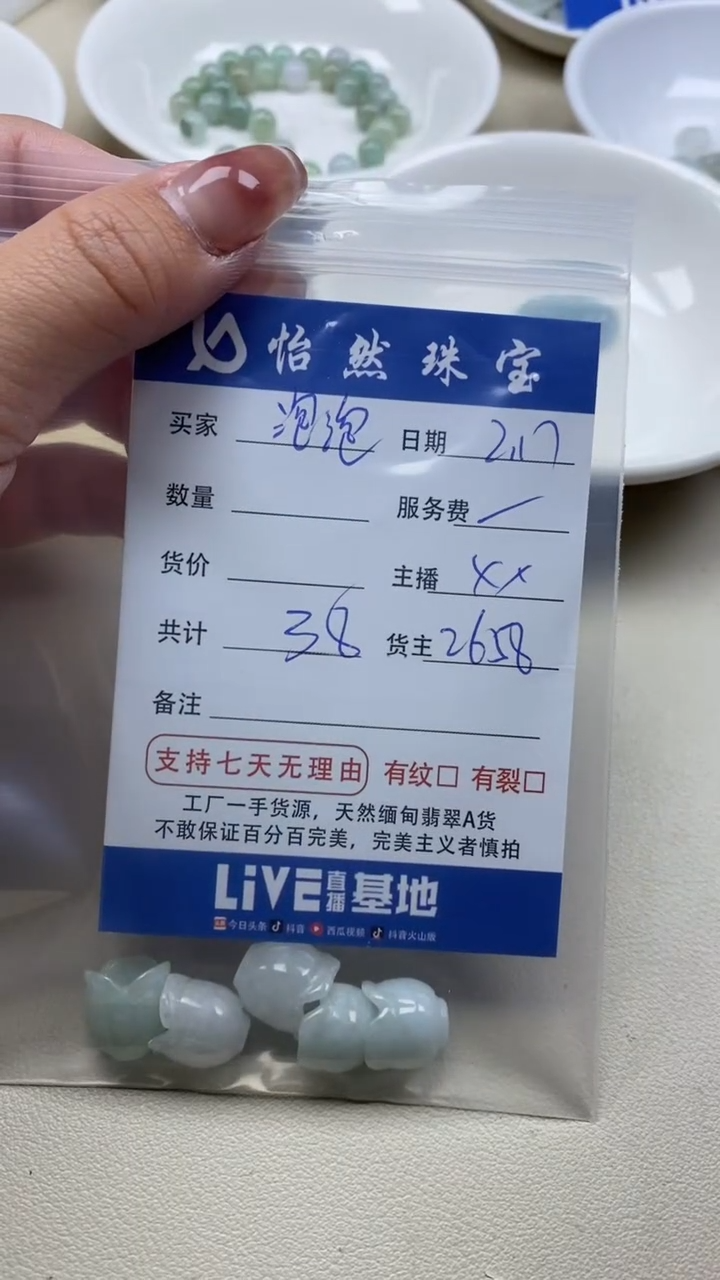 怡然珠宝
买家 泡泡 日期 2.17
数量 服务费 /
货价 主播 XX
共计 38 货主 2658
备注
支持七天无理由 有纹□ 有裂□
工厂一手货源，天然缅甸翡翠A货
不敢保证百分百完美，完美主义者慎拍
LiVE直播基地
今日头条 抖音 西瓜视频 抖音火山版